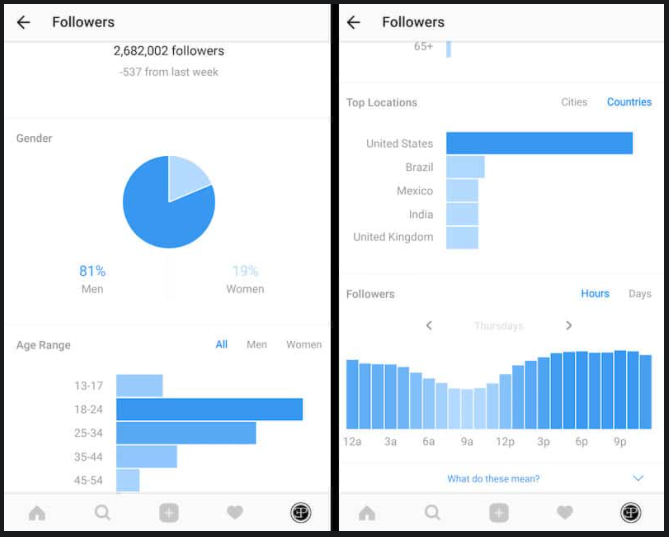 Followers
2,682,002 followers
-537 from last week
Gender
81%
Men
19%
Women
Age Range
All Men Women
13-17
18-24
25-34
35-44
45-54
Followers
65+
Top Locations Cities Countries
United States
Brazil
Mexico
India
United Kingdom
Followers Hours Days
Thursdays
12a 3a 6a 9a 12p 3p 6p 9p
What do these mean?